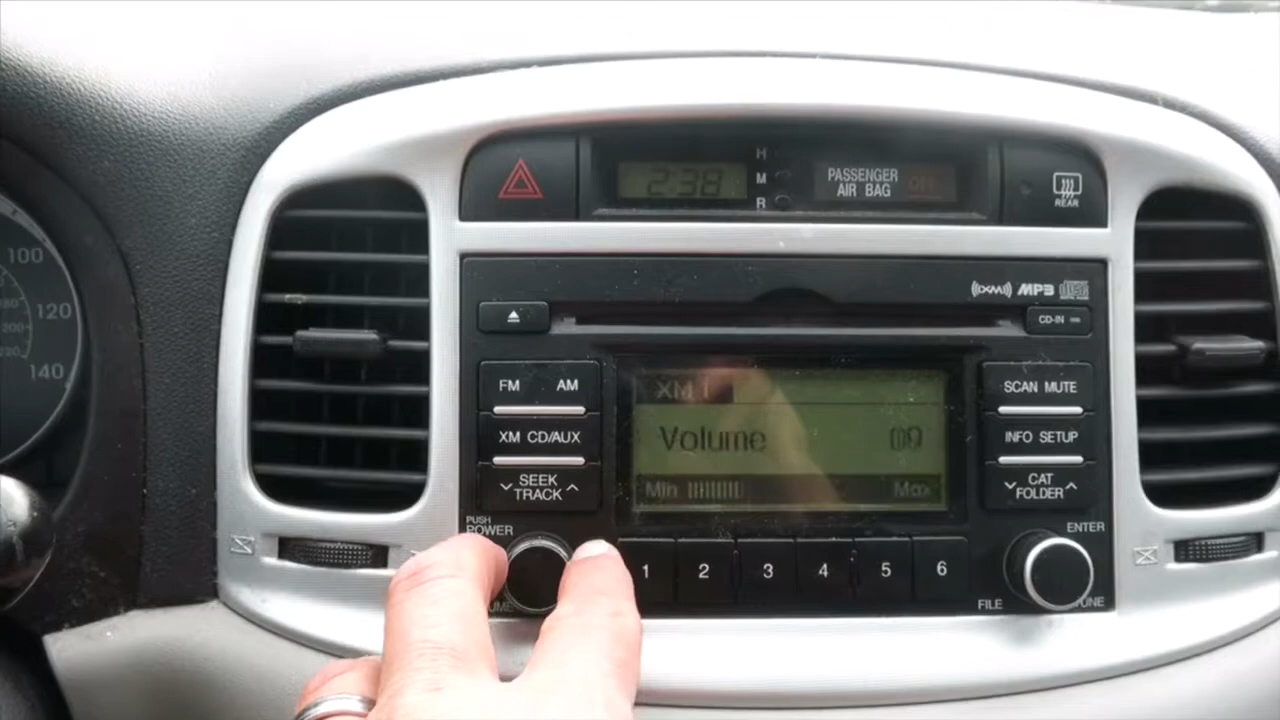 H
2:38
M
R
PASSENGER
AIR BAG
REAR
100
120
140
XM
MP3
CD-IN
FM AM
XM CD/AUX
SEEK
TRACK
PUSH
POWER
XM 1
Volume
Min
Max
SCAN MUTE
INFO SETUP
CAT
FOLDER
ENTER
1 2 3 4 5 6
FILE
TUNE